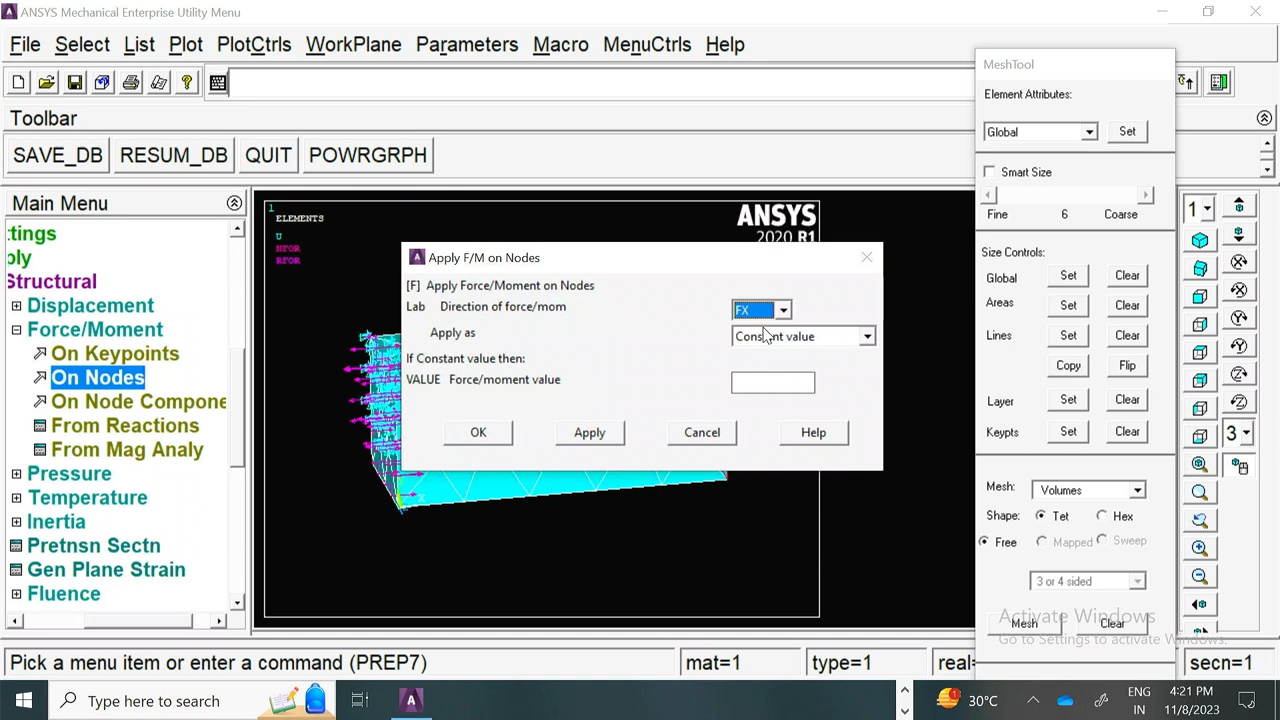 ANSYS Mechanical Enterprise Utility Menu
File Select List Plot PlotCtrls WorkPlane Parameters Macro MenuCtrls Help
Toolbar
SAVE_DB RESUM_DB QUIT POWRGRPH
Main Menu
ttings
ply
Structural
Displacement
Force/Moment
On Keypoints
On Nodes
On Node Compone
From Reactions
From Mag Analy
Pressure
Temperature
Inertia
Pretnsn Sectn
Gen Plane Strain
Fluence
1
ELEMENTS
U
NFOR
RFOR
ANSYS
2020 R1
X
Apply F/M on Nodes
[F] Apply Force/Moment on Nodes
Lab Direction of force/mom
FX
Apply as
Constant value
If Constant value then:
VALUE Force/moment value
OK Apply Cancel Help
MeshTool
Element Attributes:
Global Set
Smart Size
Fine 6 Coarse
Size Controls:
Global Set Clear
Areas Set Clear
Lines Set Clear
Copy Flip
Layer Set Clear
Keypts Set Clear
Mesh: Volumes
Shape: Tet Hex
Free Mapped Sweep
3 or 4 sided
Mesh Clear
1
3
Activate Windows
Go to Settings to activate Windows.
Pick a menu item or enter a command (PREP7)
mat=1
type=1
real=
secn=1
Type here to search
1
30°C
ENG
IN
4:21 PM
11/8/2023